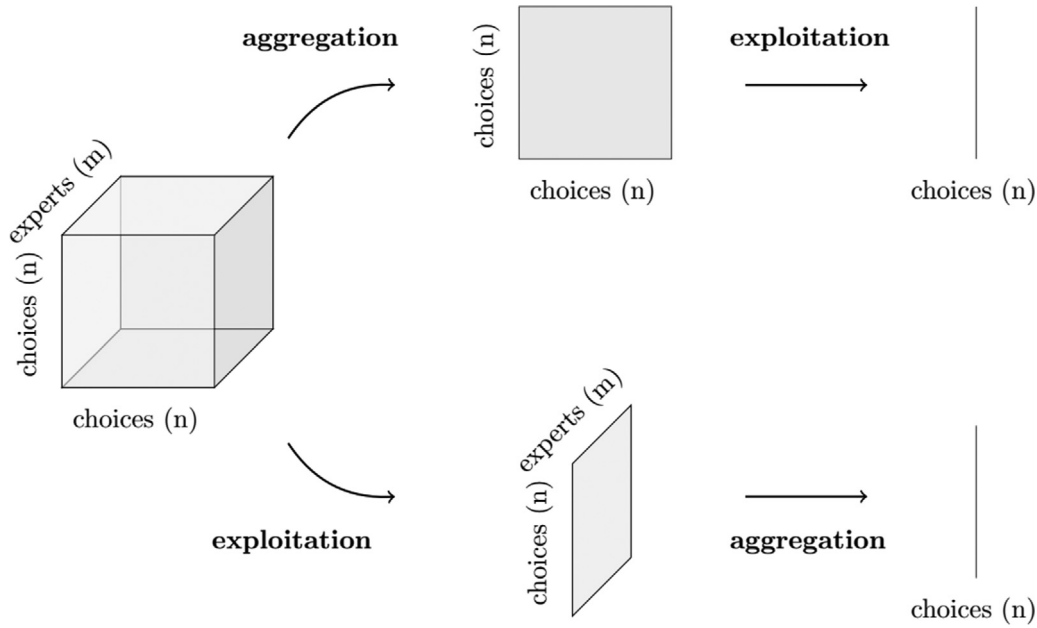 aggregation
choices (n)
choices (n)
exploitation
choices (n)
experts (m)
choices (n)
choices (n)
exploitation
experts (m)
choices (n)
aggregation
choices (n)